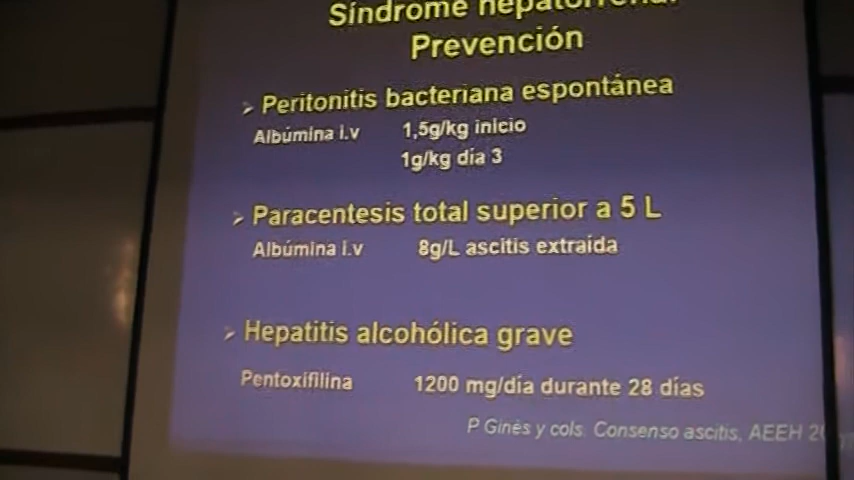 Síndrome hepatorrenal
Prevención
Peritonitis bacteriana espontánea
Albúmina i.v 1,5g/kg inicio
1g/kg día 3
Paracentesis total superior a 5 L
Albúmina i.v 8g/L ascitis extraída
Hepatitis alcohólica grave
Pentoxifilina 1200 mg/día durante 28 días
P Ginès y cols. Consenso ascitis, AEEH